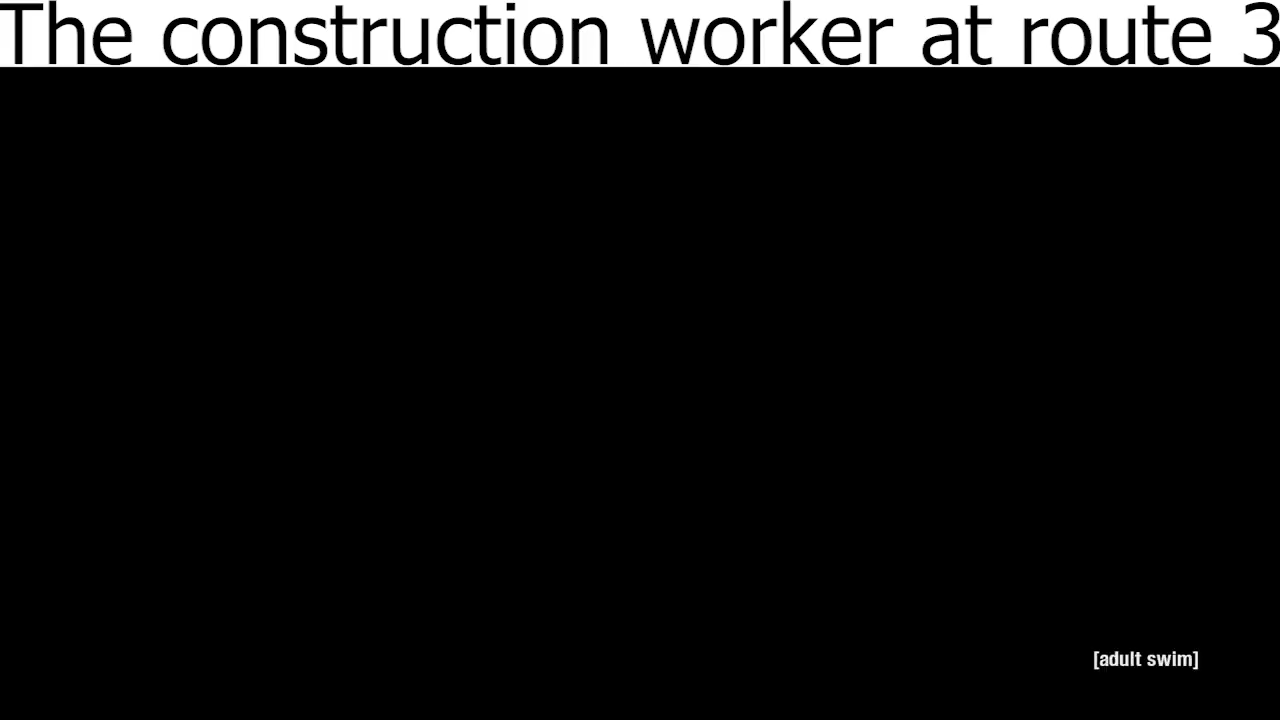 The construction worker at route 3
[adult swim]